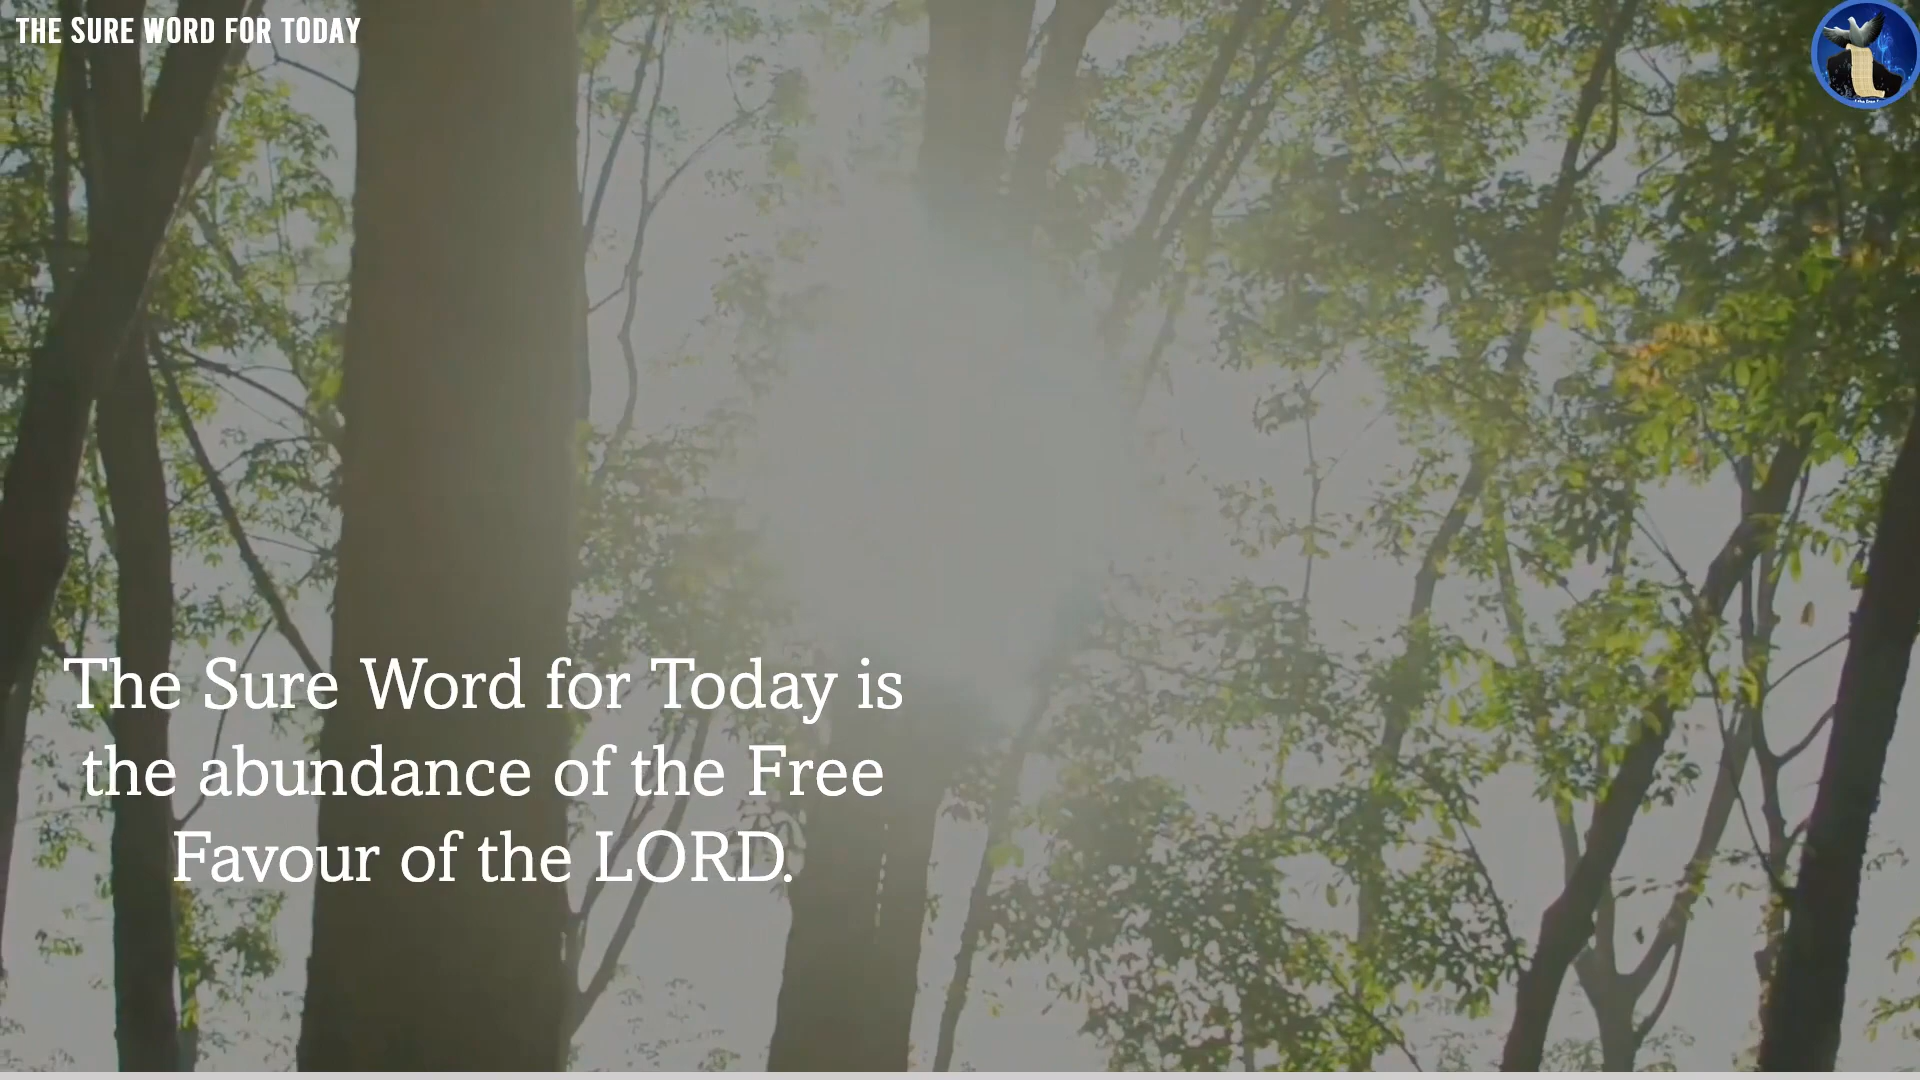 THE SURE WORD FOR TODAY
The Sure Word for Today is
the abundance of the Free
Favour of the LORD.